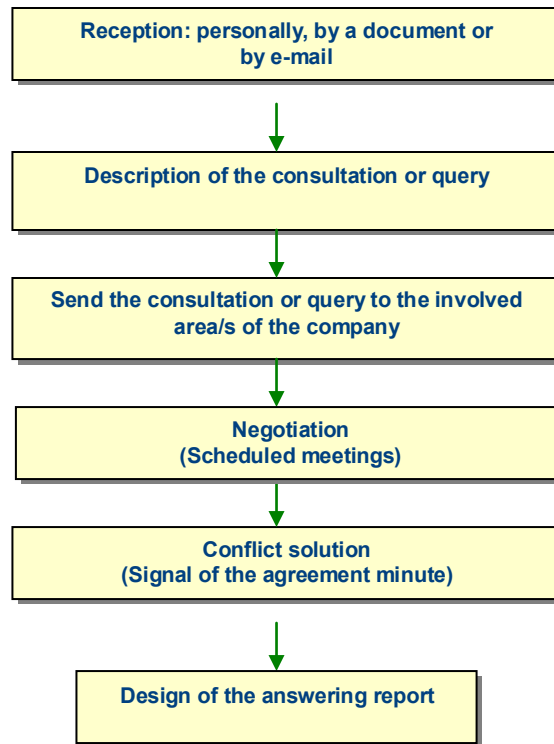 Reception: personally, by a document or
by e-mail
Description of the consultation or query
Send the consultation or query to the involved
area/s of the company
Negotiation
(Scheduled meetings)
Conflict solution
(Signal of the agreement minute)
Design of the answering report